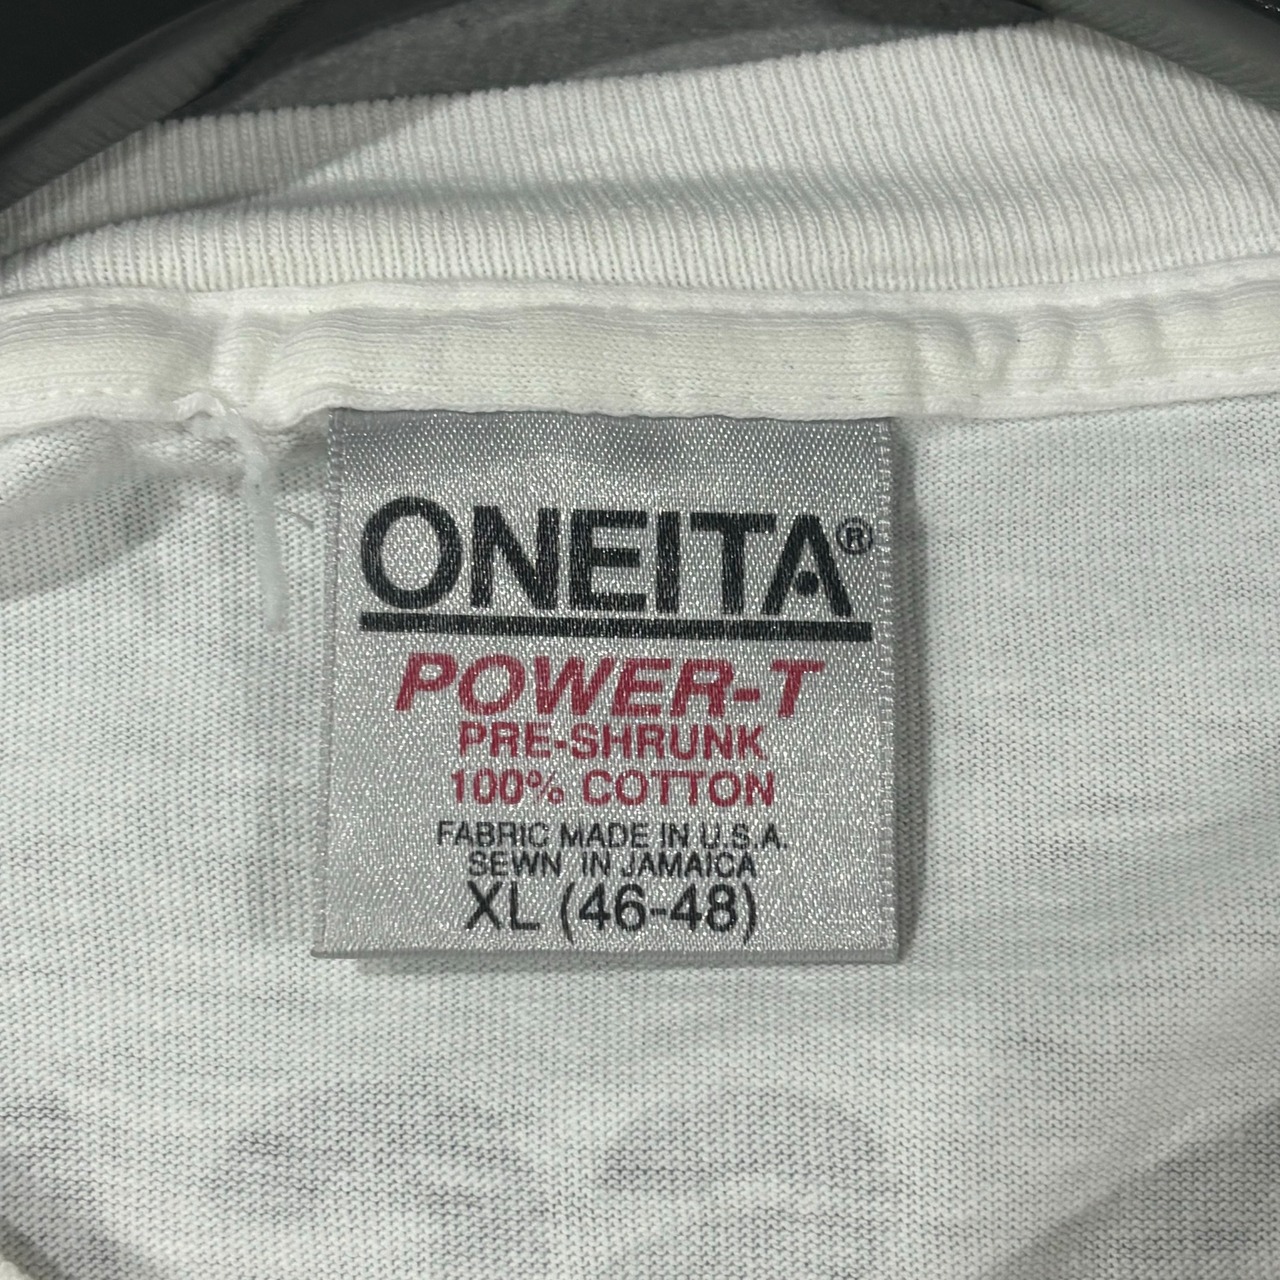 ONEITA®
POWER-T
PRE-SHRUNK
100% COTTON
FABRIC MADE IN U.S.A.
SEWN IN JAMAICA
XL (46-48)